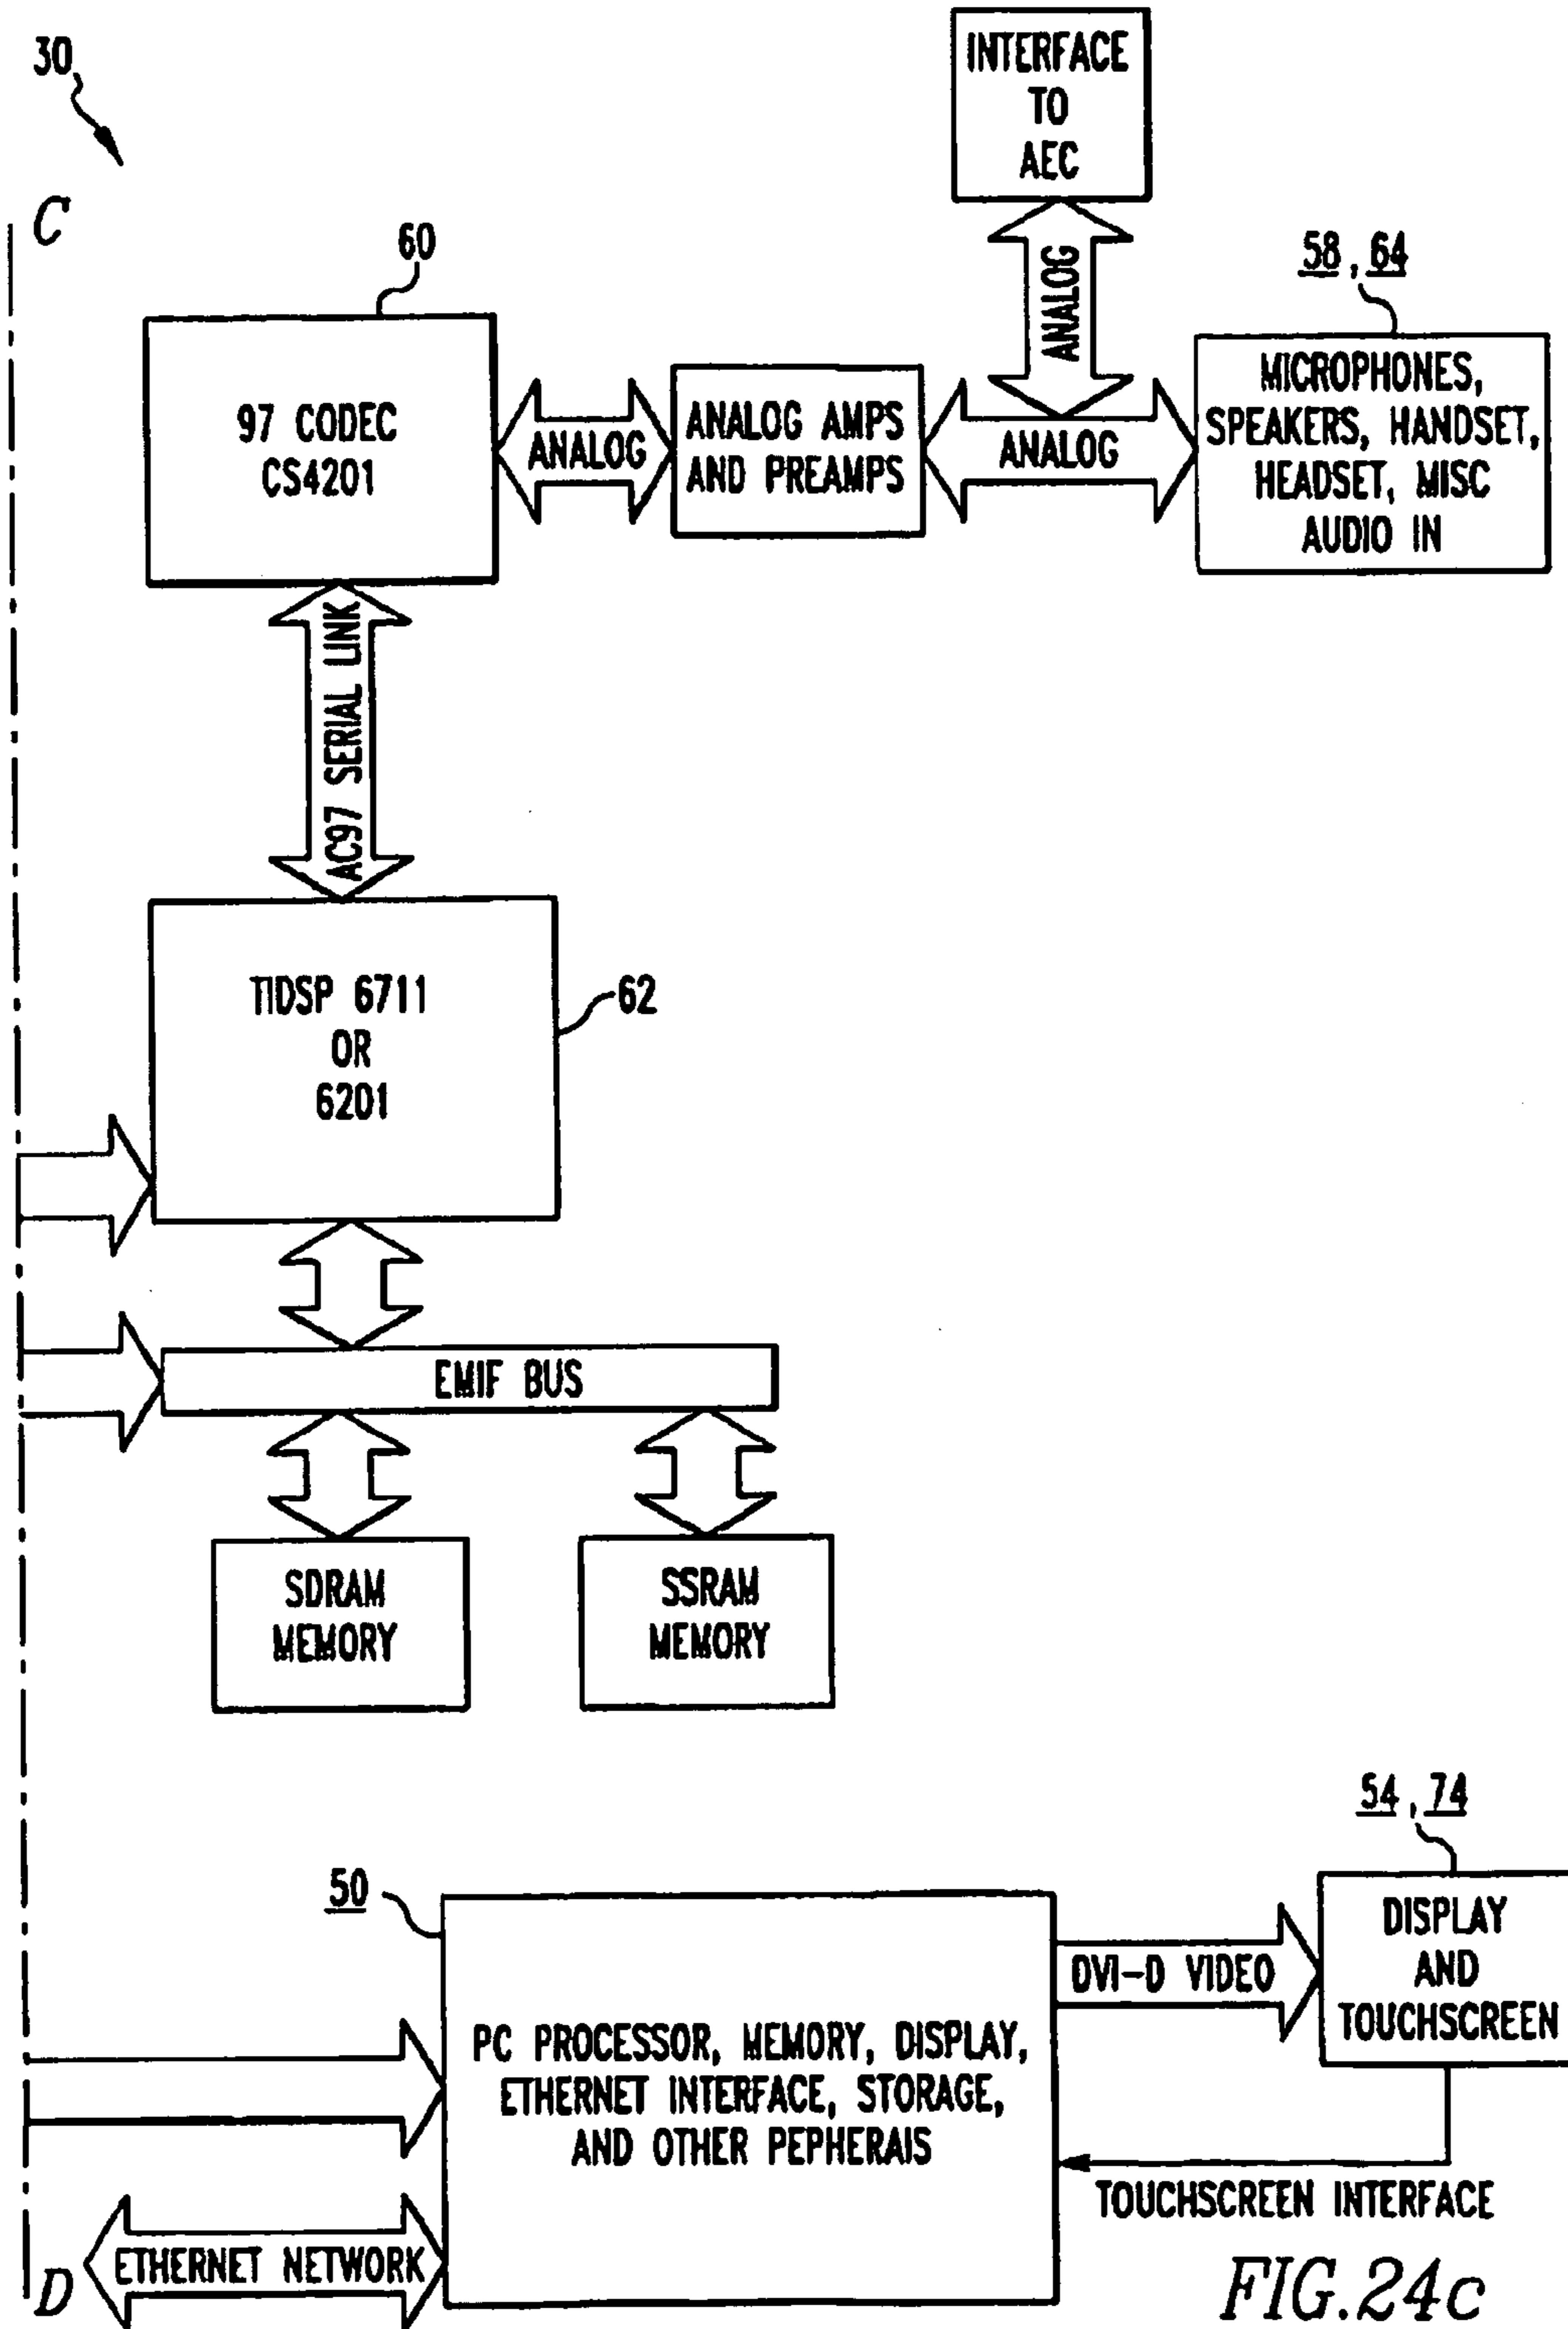 30
C
INTERFACE
TO
AEC
ANALOG
60
58, 64
97 CODEC
CS4201
ANALOG
ANALOG AMPS
AND PREAMPS
ANALOG
MICROPHONES,
SPEAKERS, HANDSET,
HEADSET, MISC
AUDIO IN
AC97 SERIAL LINK
TIDSP 6711
OR
6201
62
EMIF BUS
SDRAM
MEMORY
SSRAM
MEMORY
54, 74
50
DISPLAY
AND
TOUCHSCREEN
DVI-D VIDEO
PC PROCESSOR, MEMORY, DISPLAY,
ETHERNET INTERFACE, STORAGE,
AND OTHER PEPHERAIS
TOUCHSCREEN INTERFACE
ETHERNET NETWORK
D
FIG.24c